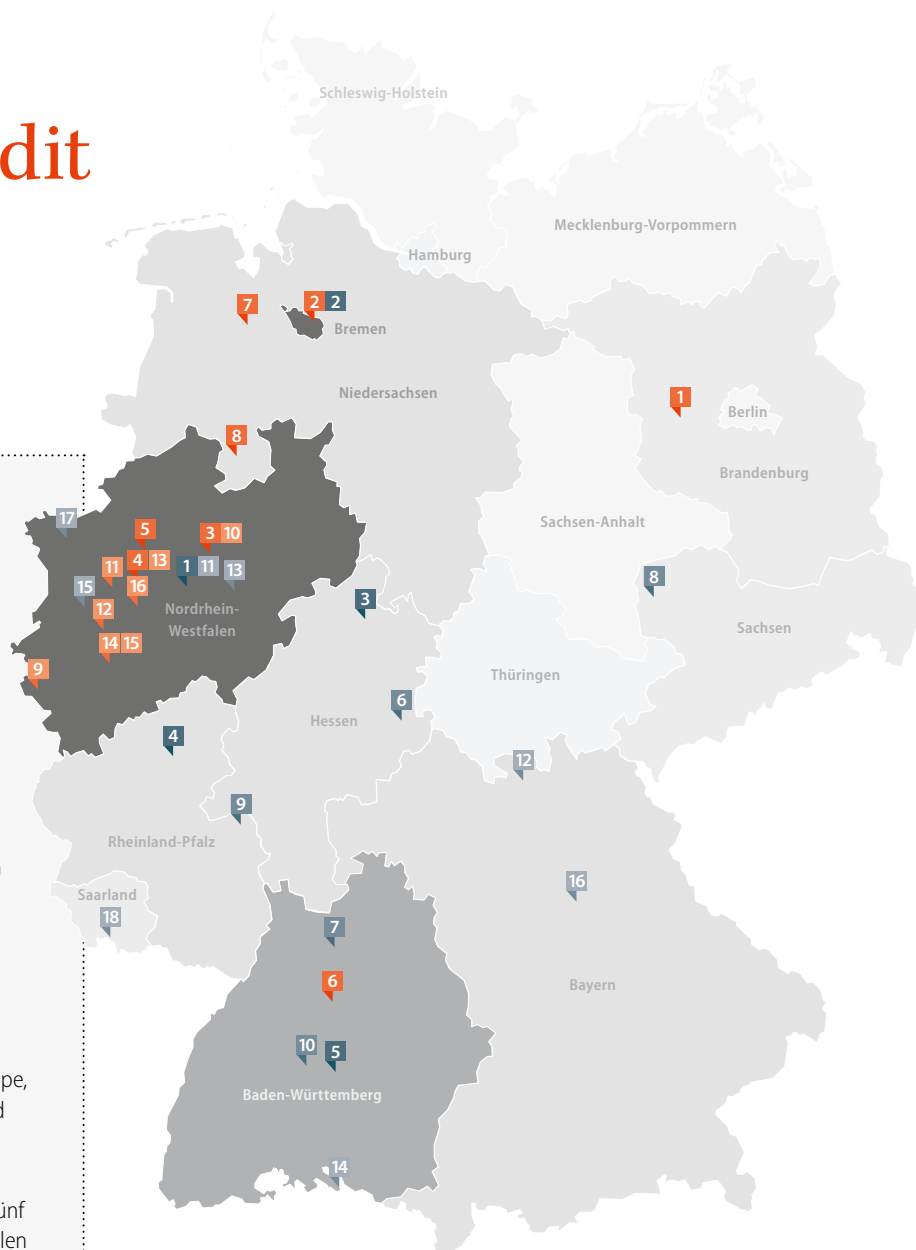 Schleswig-Holstein
dit
Mecklenburg-Vorpommern
Hamburg
7
2 2
Bremen
Niedersachsen
1
Berlin
8
Brandenburg
17
5
3 10
Sachsen-Anhalt
4 13
11
1 11
13
15
16
8
3
12
Nordrhein-
Westfalen
Sachsen
14 15
9
Thüringen
6
Hessen
4
12
9
Rheinland-Pfalz
16
Saarland
18
7
6
Bayern
10
5
pe,
Baden-Württemberg
d
14
ünf
len